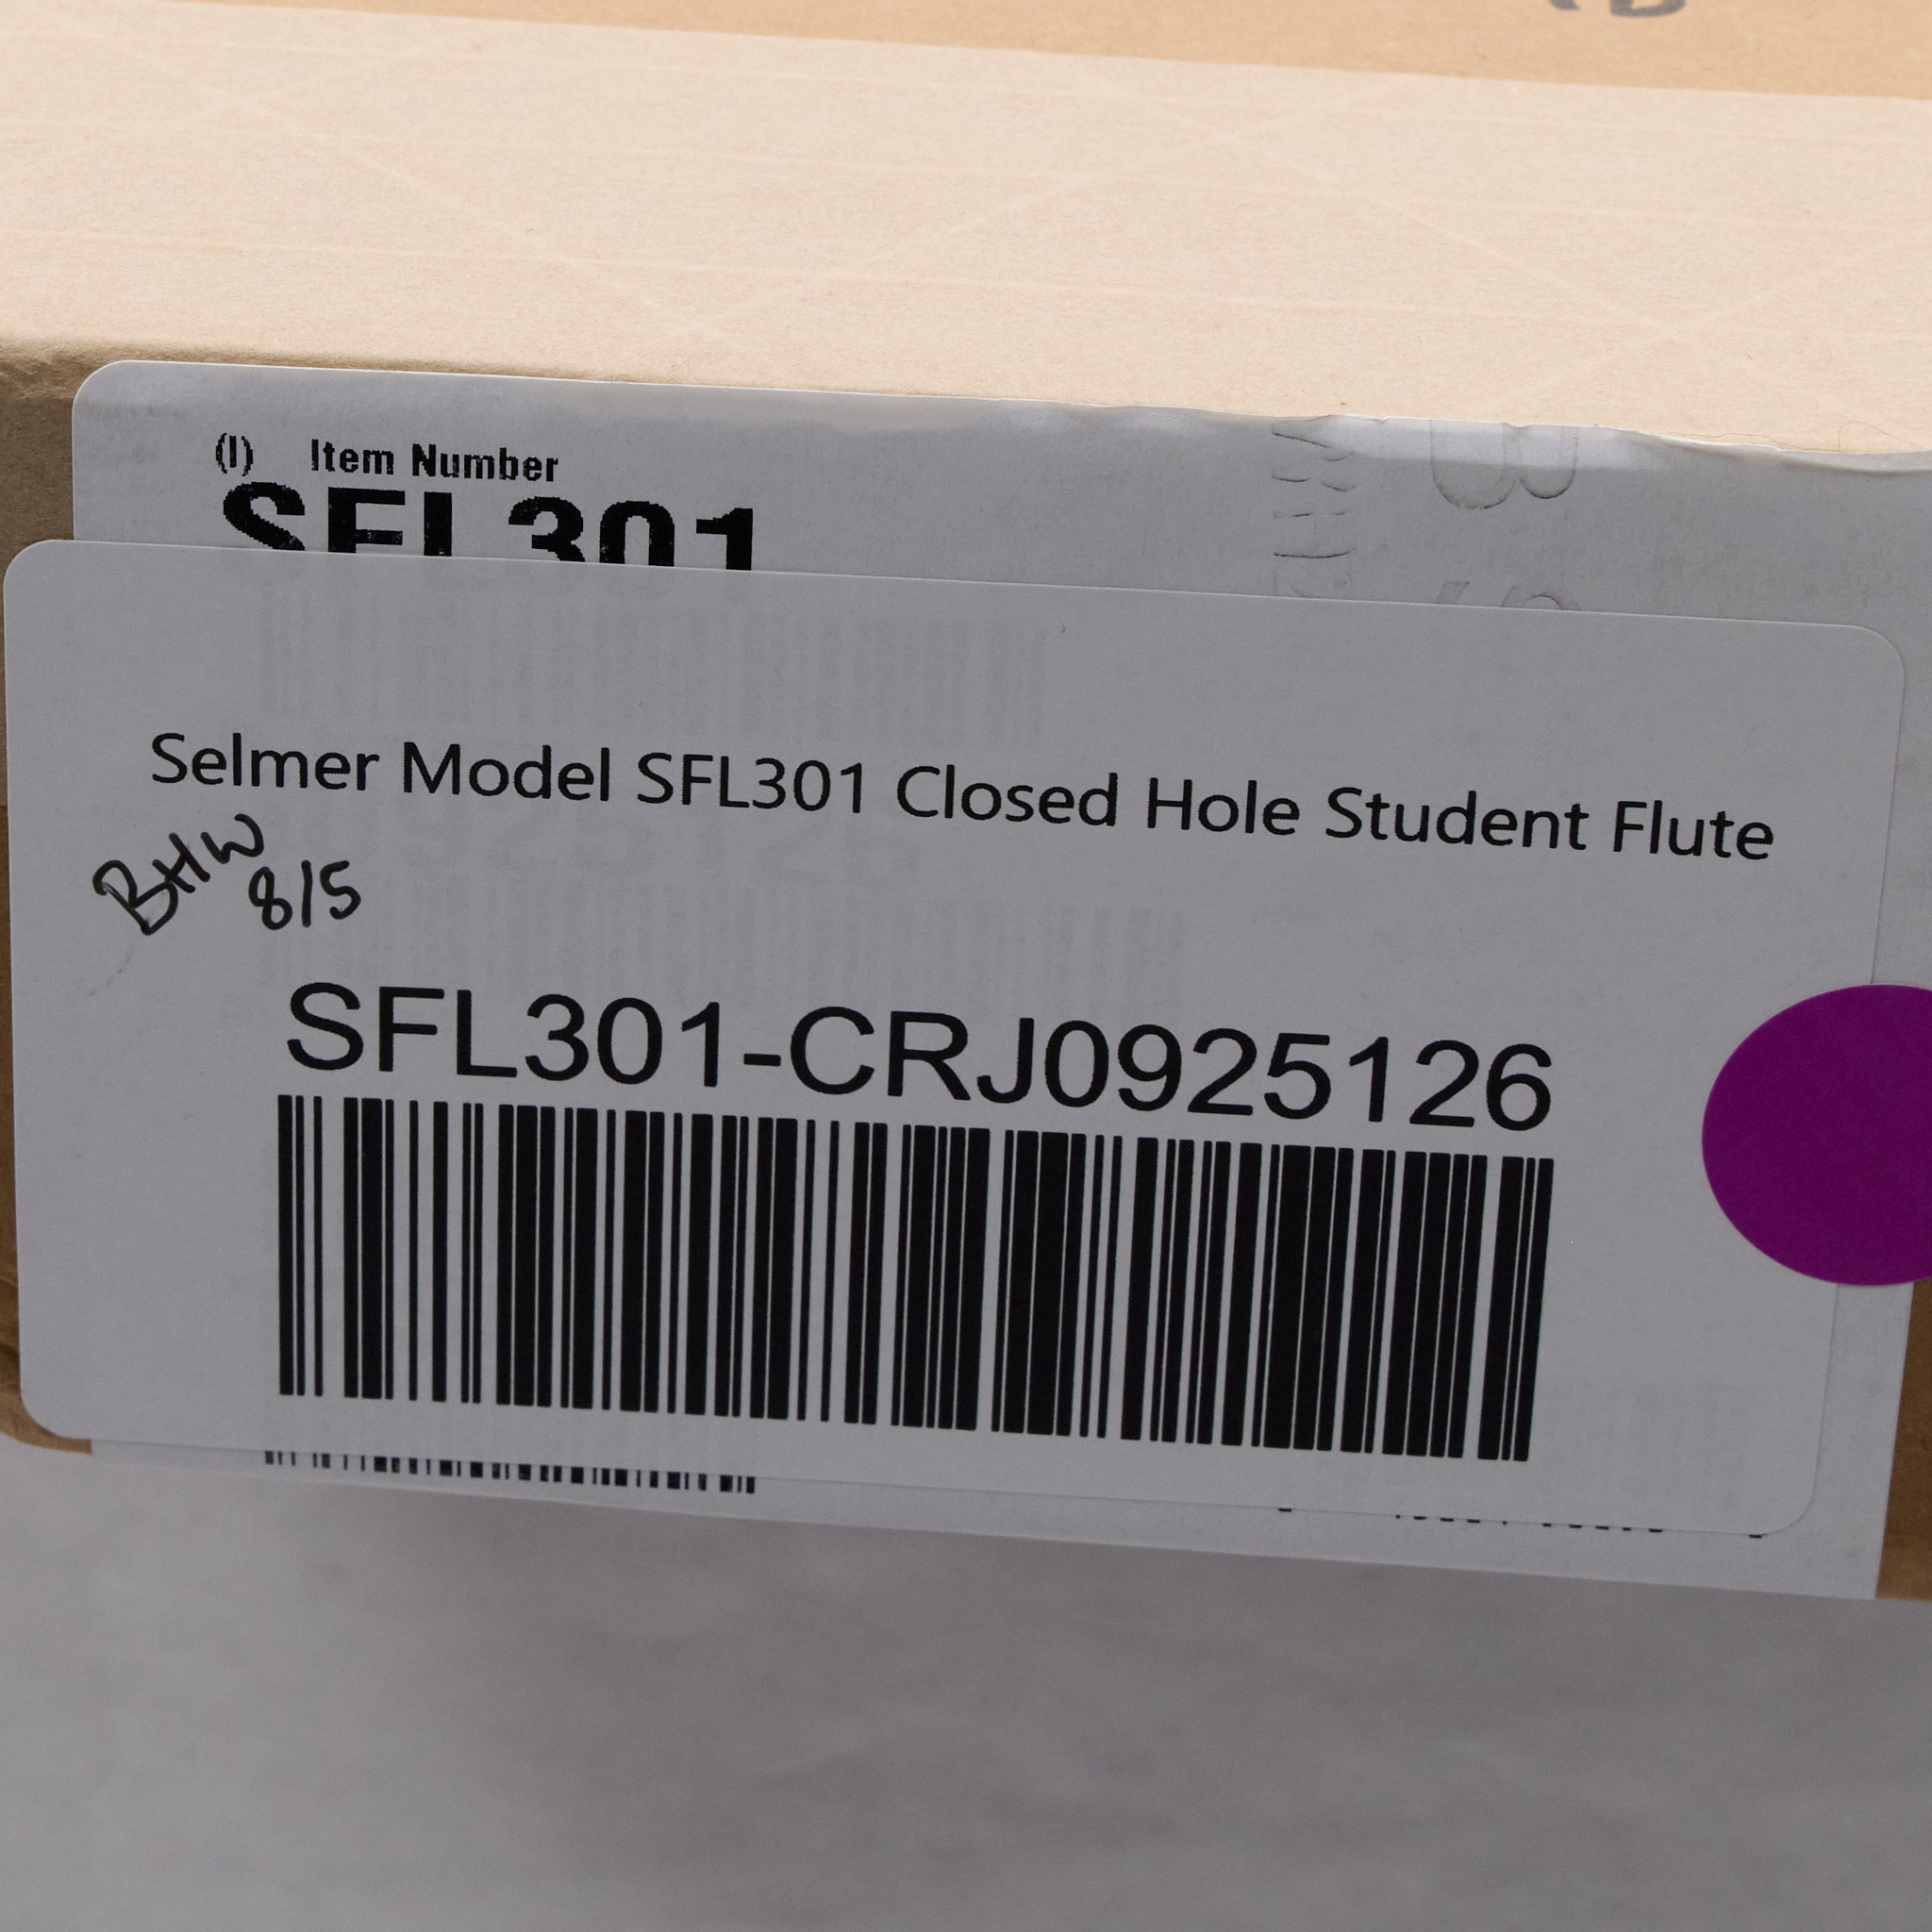 (I) Item Number
SFL301
Selmer Model SFL301 Closed Hole Student Flute
BHW
8/5
SFL301-CRJ0925126